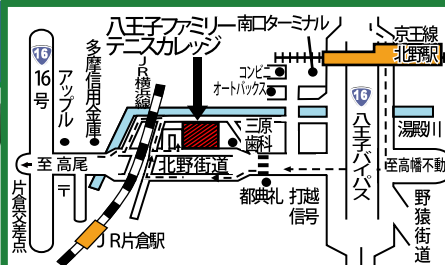 八王子ファミリー
テニスカレッジ
南口ターミナル
京王線
北野駅
16
16号
アップル
多摩信用金庫
JR横浜線
コンビニ
オートバックス
16
八王子バイパス
湯殿川
三原
歯科
至 高尾
〒
北野街道
至高幡不動
片倉交差点
都典礼
打越
信号
野猿街道
JR片倉駅